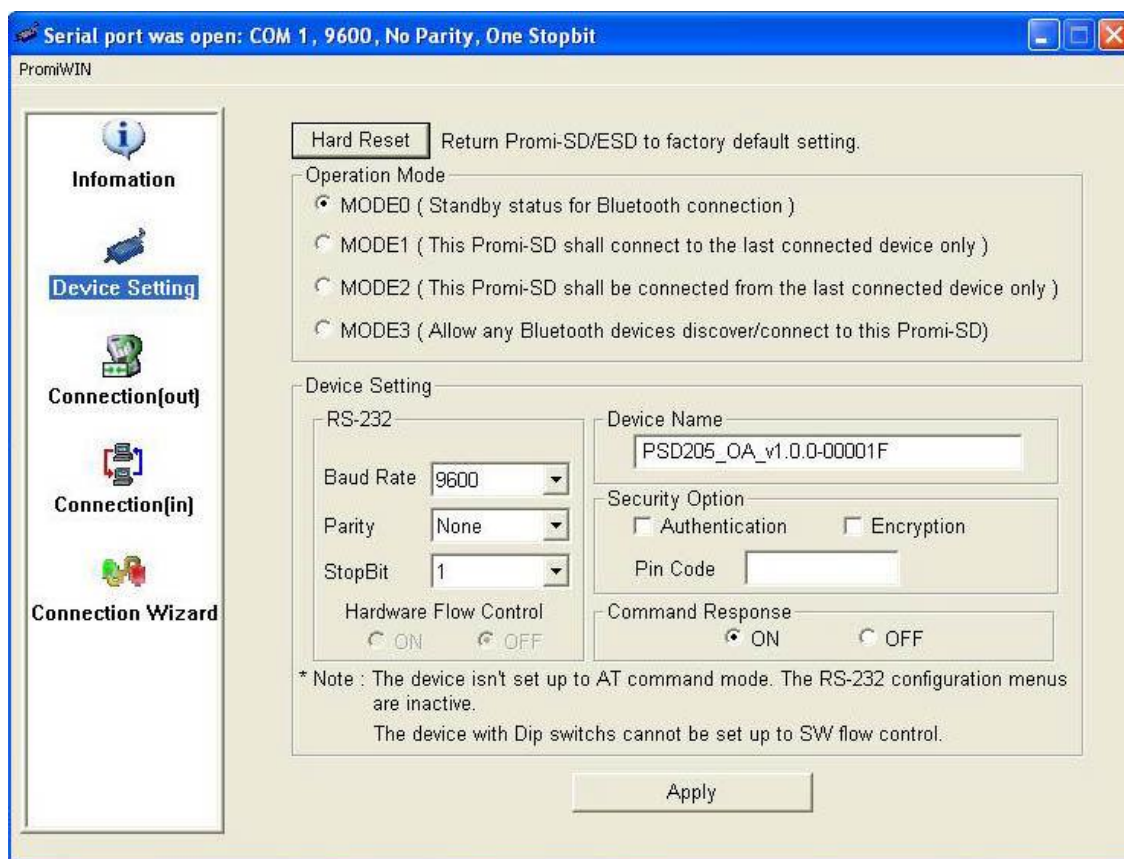 Serial port was open: COM 1, 9600, No Parity, One Stopbit
PromiWIN
Infomation
Device Setting
Connection(out)
Connection(in)
Connection Wizard
Hard Reset Return Promi-SD/ESD to factory default setting.
Operation Mode
MODE0 ( Standby status for Bluetooth connection )
MODE1 ( This Promi-SD shall connect to the last connected device only )
MODE2 ( This Promi-SD shall be connected from the last connected device only )
MODE3 ( Allow any Bluetooth devices discover/connect to this Promi-SD)
Device Setting
RS-232
Baud Rate 9600
Parity None
StopBit 1
Hardware Flow Control
ON OFF
Device Name
PSD205_OA_v1.0.0-00001F
Security Option
Authentication Encryption
Pin Code
Command Response
ON OFF
* Note : The device isn't set up to AT command mode. The RS-232 configuration menus
are inactive.
The device with Dip switchs cannot be set up to SW flow control.
Apply